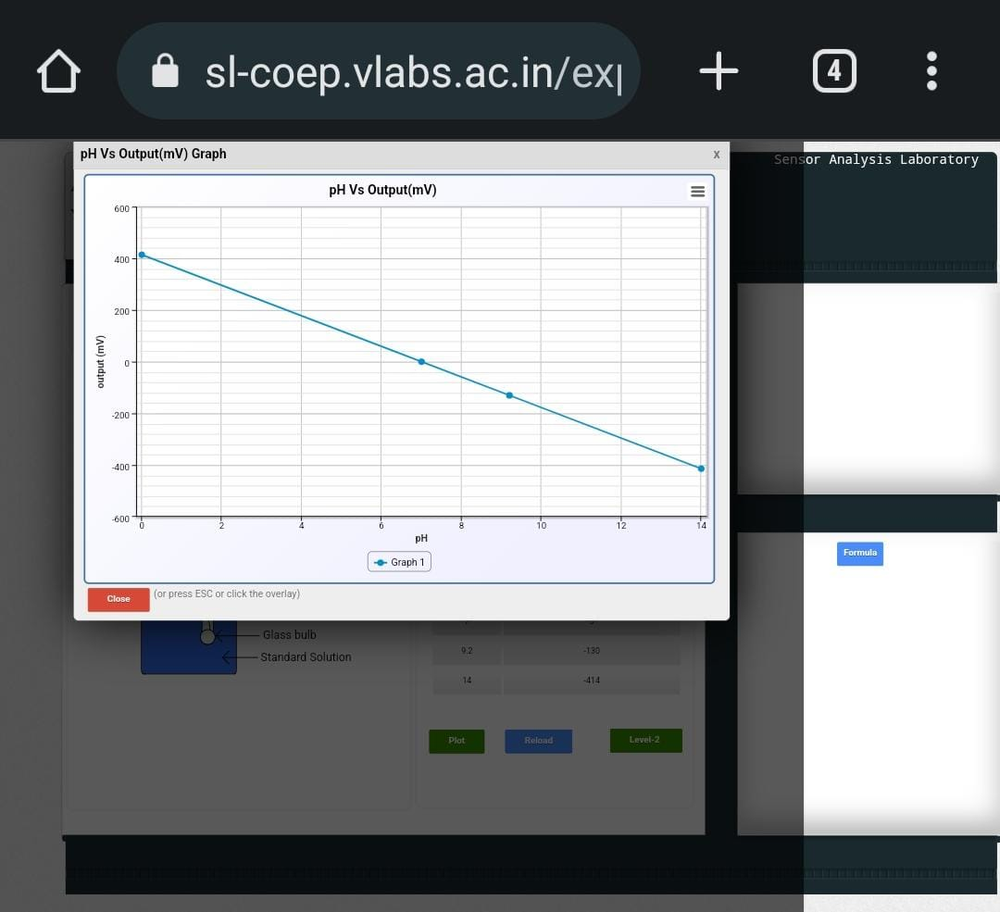 sl-coep.vlabs.ac.in/exp
4
pH Vs Output(mV) Graph
x
Sensor Analysis Laboratory
pH Vs Output(mV)
600
400
200
0
-200
-400
-600
output (mV)
0 2 4 6 8 10 12 14
pH
Graph 1
Close
(or press ESC or click the overlay)
Formula
Glass bulb
Standard Solution
9.2 -130
14 -414
Plot
Reload
Level-2